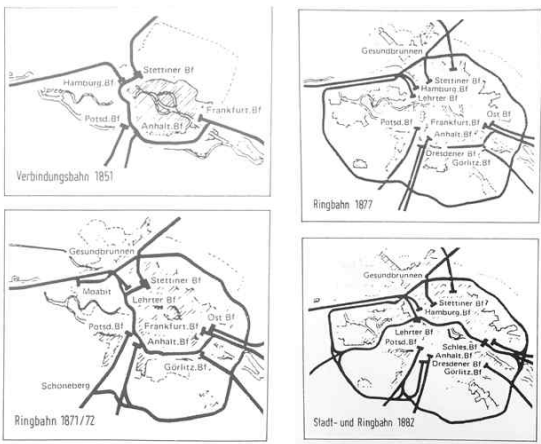 Stettiner Bf
Hamburg.Bf
Frankfurt.Bf
Potsd.Bf
Anhalt.Bf
Verbindungsbahn 1851
Gesundbrunnen
Stettiner Bf
Hamburg.Bf
Lehrter Bf
Ost Bf
Potsd.Bf
Frankfurt.Bf
Anhalt.Bf
Dresdener Bf
Görlitz.Bf
Ringbahn 1877
Gesundbrunnen
Stettiner Bf
Moabit
Lehrter Bf
Ost Bf
Potsd.Bf
Frankfurt.Bf
Anhalt.Bf
Görlitz.Bf
Schöneberg
Ringbahn 1871/72
Gesundbrunnen
Stettiner Bf
Hamburg.Bf
Lehrter Bf
Schles.Bf
Potsd.Bf
Anhalt.Bf
Dresdener Bf
Görlitz.Bf
Stadt- und Ringbahn 1882